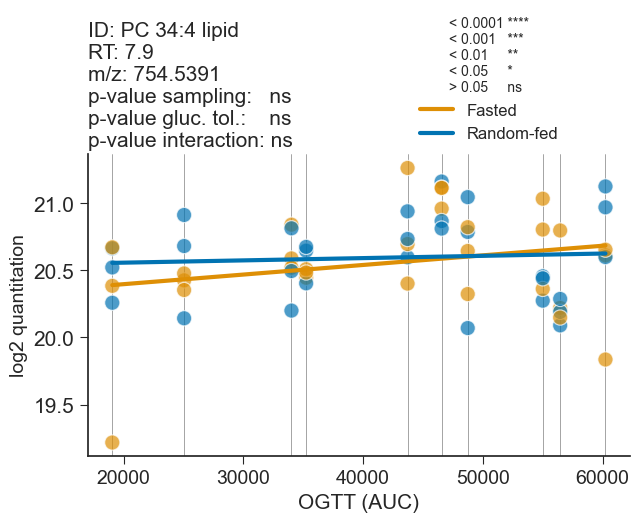 ID: PC 34:4 lipid
RT: 7.9
m/z: 754.5391
p-value sampling: ns
p-value gluc. tol.: ns
p-value interaction: ns
< 0.0001 ****
< 0.001 ***
< 0.01 **
< 0.05 *
> 0.05 ns
Fasted
Random-fed
log2 quantitation
21.0
20.5
20.0
19.5
20000 30000 40000 50000 60000
OGTT (AUC)